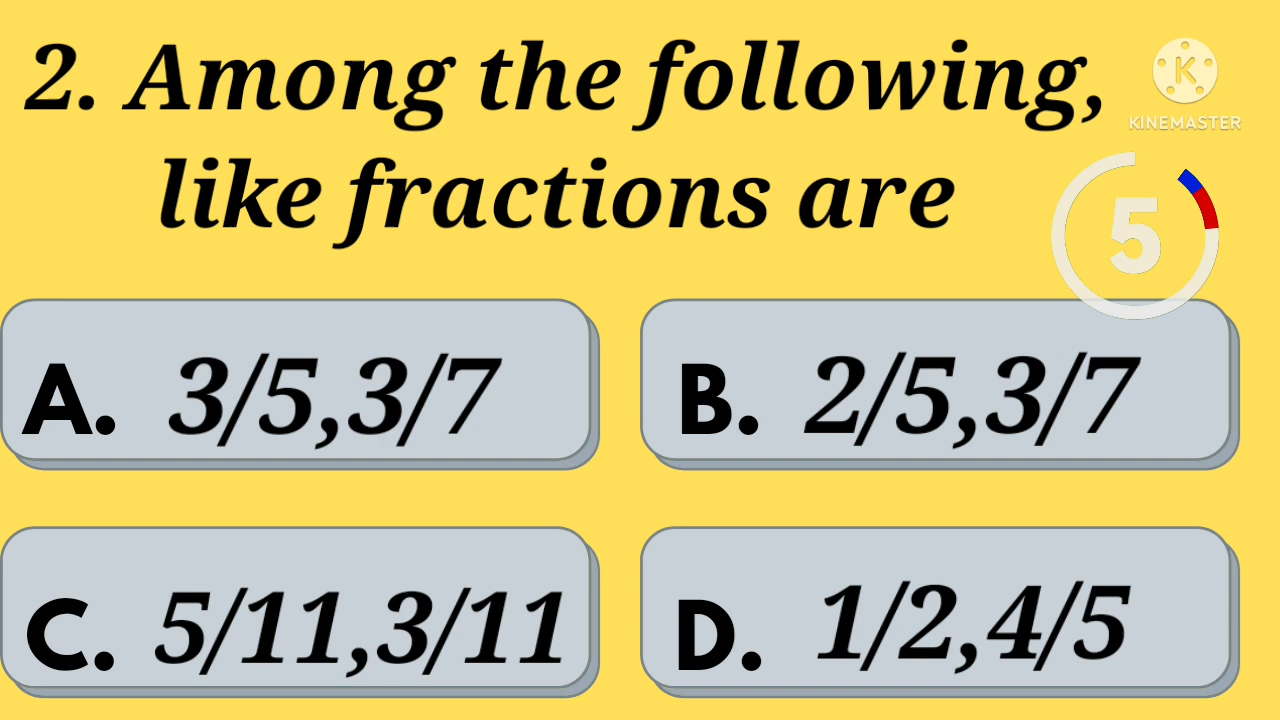 2. Among the following,
like fractions are
KINEMASTER
5
A. 3/5,3/7
B. 2/5,3/7
C. 5/11,3/11
D. 1/2,4/5